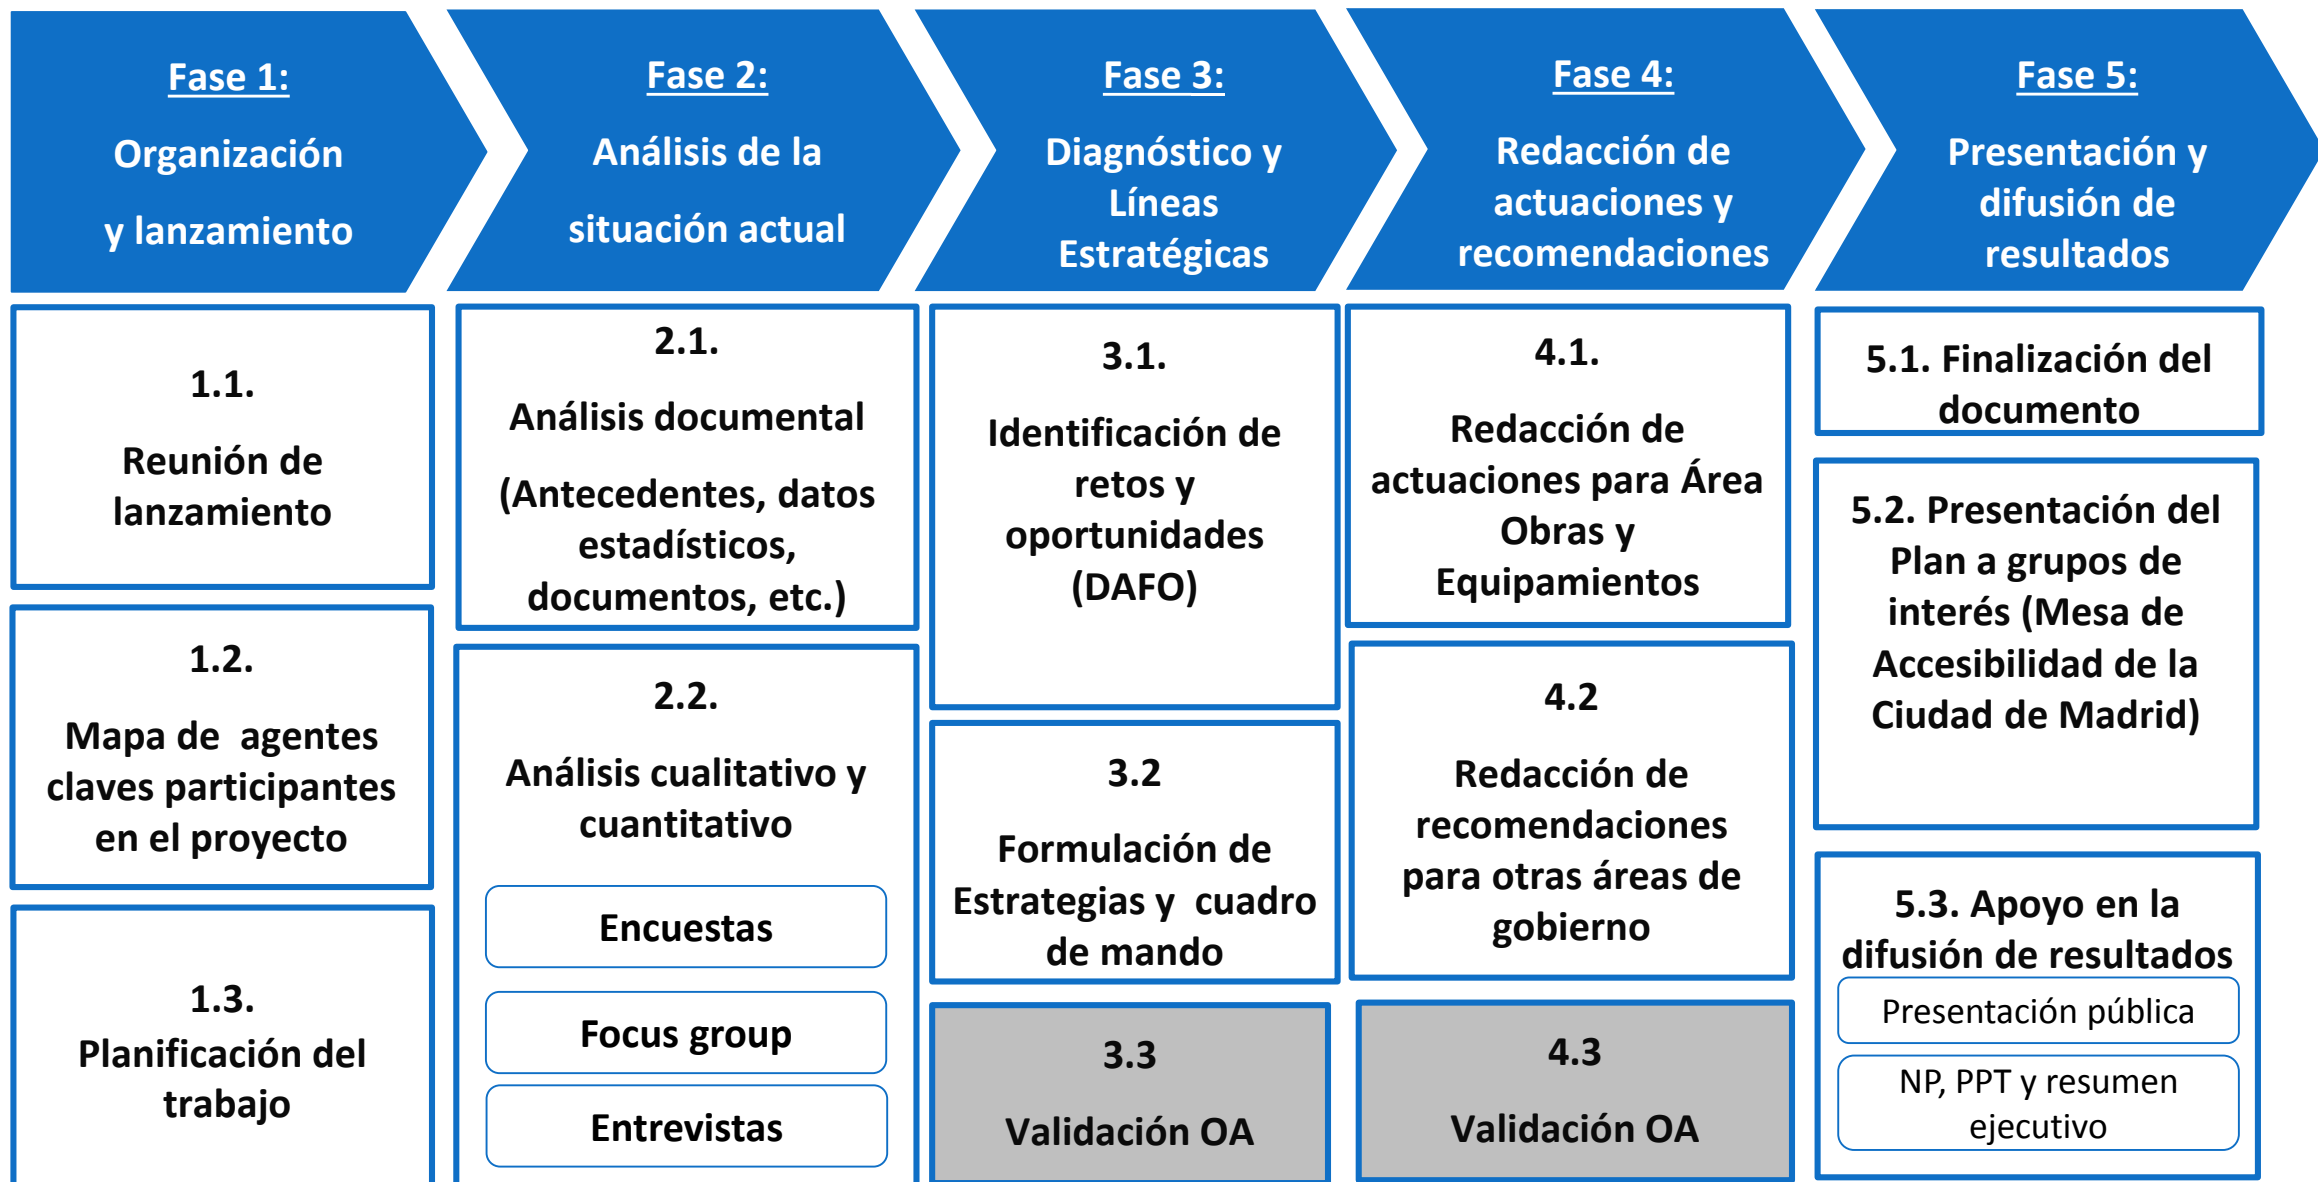 Fase 1:
Organización
y lanzamiento
Fase 2:
Análisis de la
situación actual
Fase 3:
Diagnóstico y
Líneas
Estratégicas
Fase 4:
Redacción de
actuaciones y
recomendaciones
Fase 5:
Presentación y
difusión de
resultados
1.1.
Reunión de
lanzamiento
1.2.
Mapa de agentes
claves participantes
en el proyecto
1.3.
Planificación del
trabajo
2.1.
Análisis documental
(Antecedentes, datos
estadísticos,
documentos, etc.)
2.2.
Análisis cualitativo y
cuantitativo
Encuestas
Focus group
Entrevistas
3.1.
Identificación de
retos y
oportunidades
(DAFO)
3.2
Formulación de
Estrategias y cuadro
de mando
3.3
Validación OA
4.1.
Redacción de
actuaciones para Área
Obras y
Equipamientos
4.2
Redacción de
recomendaciones
para otras áreas de
gobierno
4.3
Validación OA
5.1. Finalización del
documento
5.2. Presentación del
Plan a grupos de
interés (Mesa de
Accesibilidad de la
Ciudad de Madrid)
5.3. Apoyo en la
difusión de resultados
Presentación pública
NP, PPT y resumen
ejecutivo